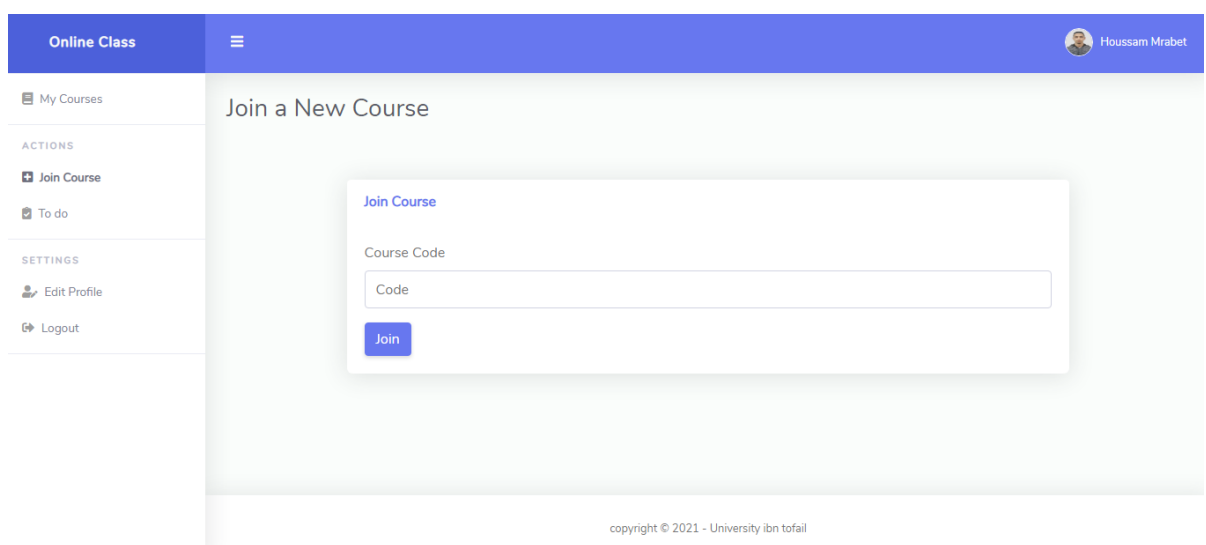 Online Class
Houssam Mrabet
My Courses
ACTIONS
Join Course
To do
SETTINGS
Edit Profile
Logout
Join a New Course
Join Course
Course Code
Code
Join
copyright © 2021 - University ibn tofail